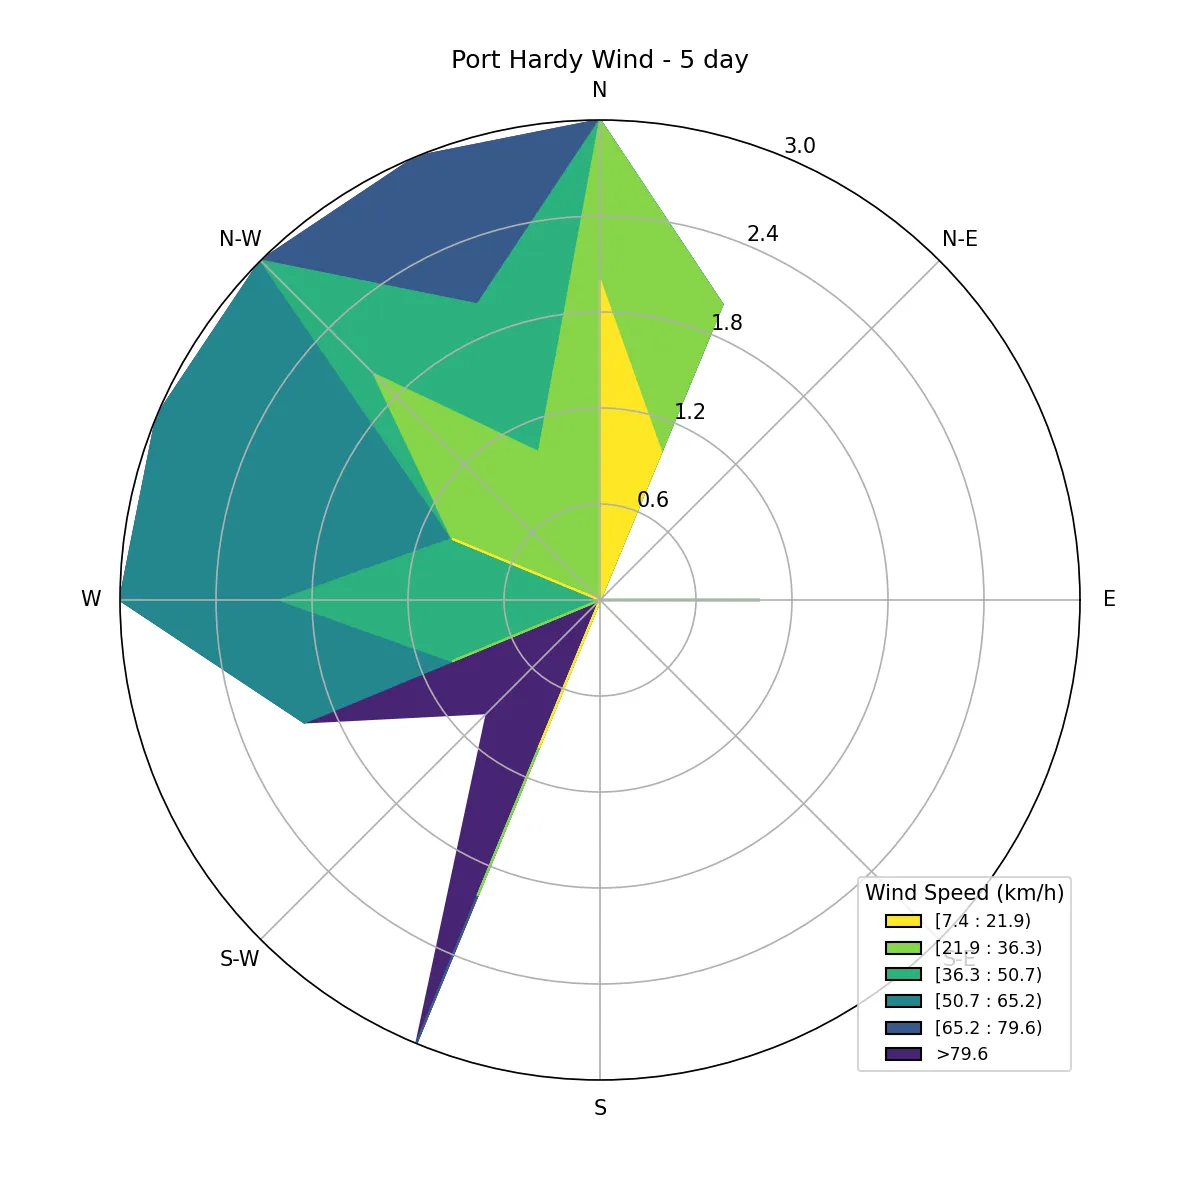 Port Hardy Wind - 5 day
N
3.0
N-W
2.4
N-E
1.8
1.2
0.6
W
E
Wind Speed (km/h)
[7.4 : 21.9)
[21.9 : 36.3)
S-W
S-E
[36.3 : 50.7)
[50.7 : 65.2)
[65.2 : 79.6)
>79.6
S